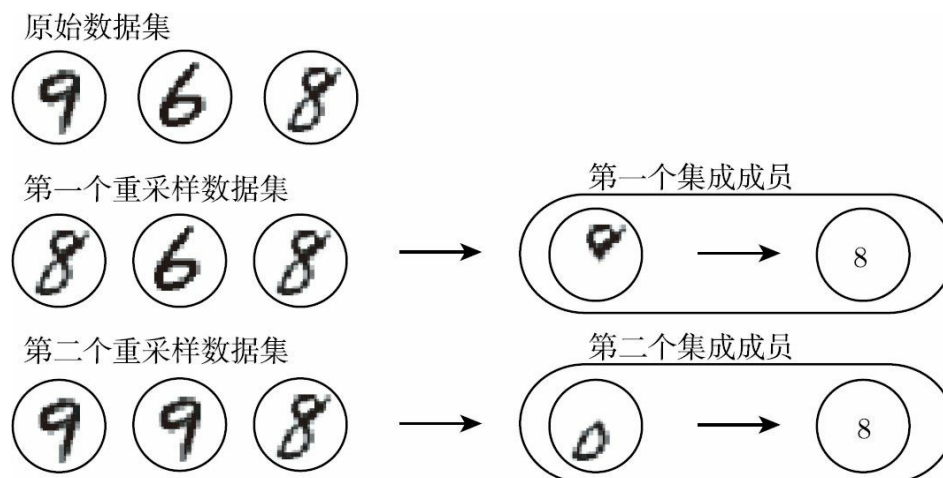 原始数据集
9 6 8
第一个重采样数据集
第一个集成成员
8 6 8
8
第二个重采样数据集
第二个集成成员
9 9 8
8